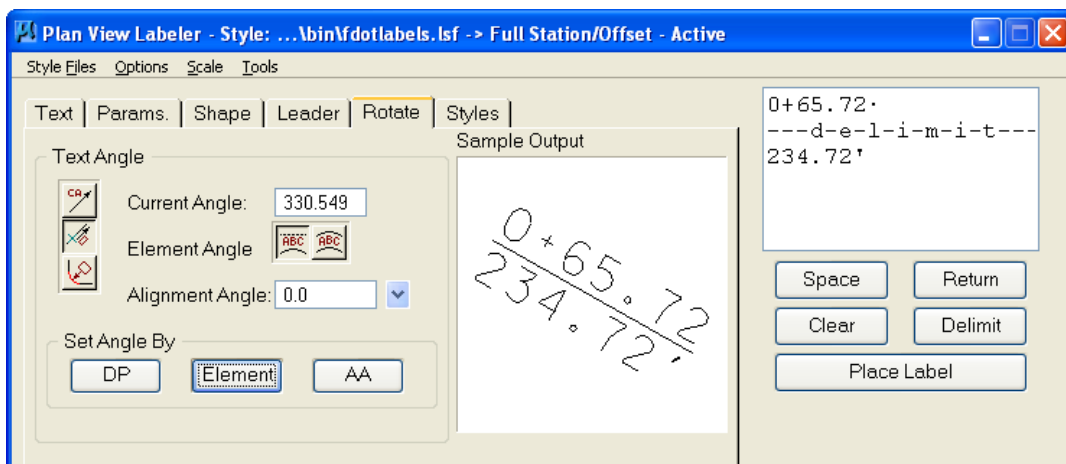 Plan View Labeler - Style: ...\bin\fdotlabels.lsf -> Full Station/Offset - Active
Style Files Options Scale Tools
Text Params. Shape Leader Rotate Styles
Text Angle
CA
Current Angle: 330.549
Element Angle ABC ABC
Alignment Angle: 0.0
Set Angle By
DP Element AA
Sample Output
0+65.72
234.72'
0+65.72·
---d-e-l-i-m-i-t---
234.72'
Space Return
Clear Delimit
Place Label